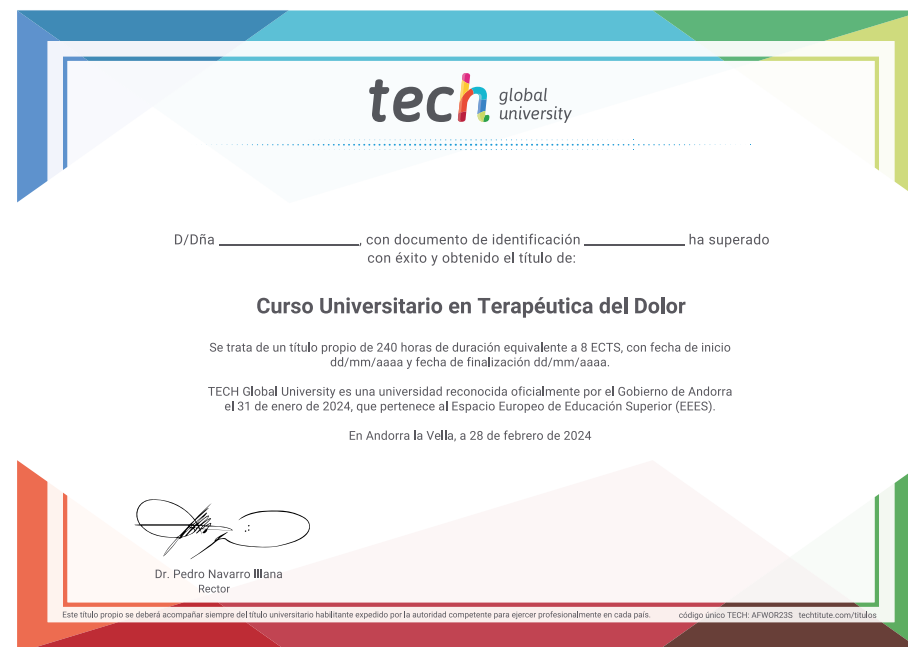 tech global university
D/Dña ____________________, con documento de identificación ______________ ha superado
con éxito y obtenido el título de:
Curso Universitario en Terapéutica del Dolor
Se trata de un título propio de 240 horas de duración equivalente a 8 ECTS, con fecha de inicio
dd/mm/aaaa y fecha de finalización dd/mm/aaaa.
TECH Global University es una universidad reconocida oficialmente por el Gobierno de Andorra
el 31 de enero de 2024, que pertenece al Espacio Europeo de Educación Superior (EEES).
En Andorra la Vella, a 28 de febrero de 2024
Dr. Pedro Navarro Illana
Rector
Este título propio se deberá acompañar siempre del título universitario habilitante expedido por la autoridad competente para ejercer profesionalmente en cada país. código único TECH: AFWOR23S techtitute.com/titulos